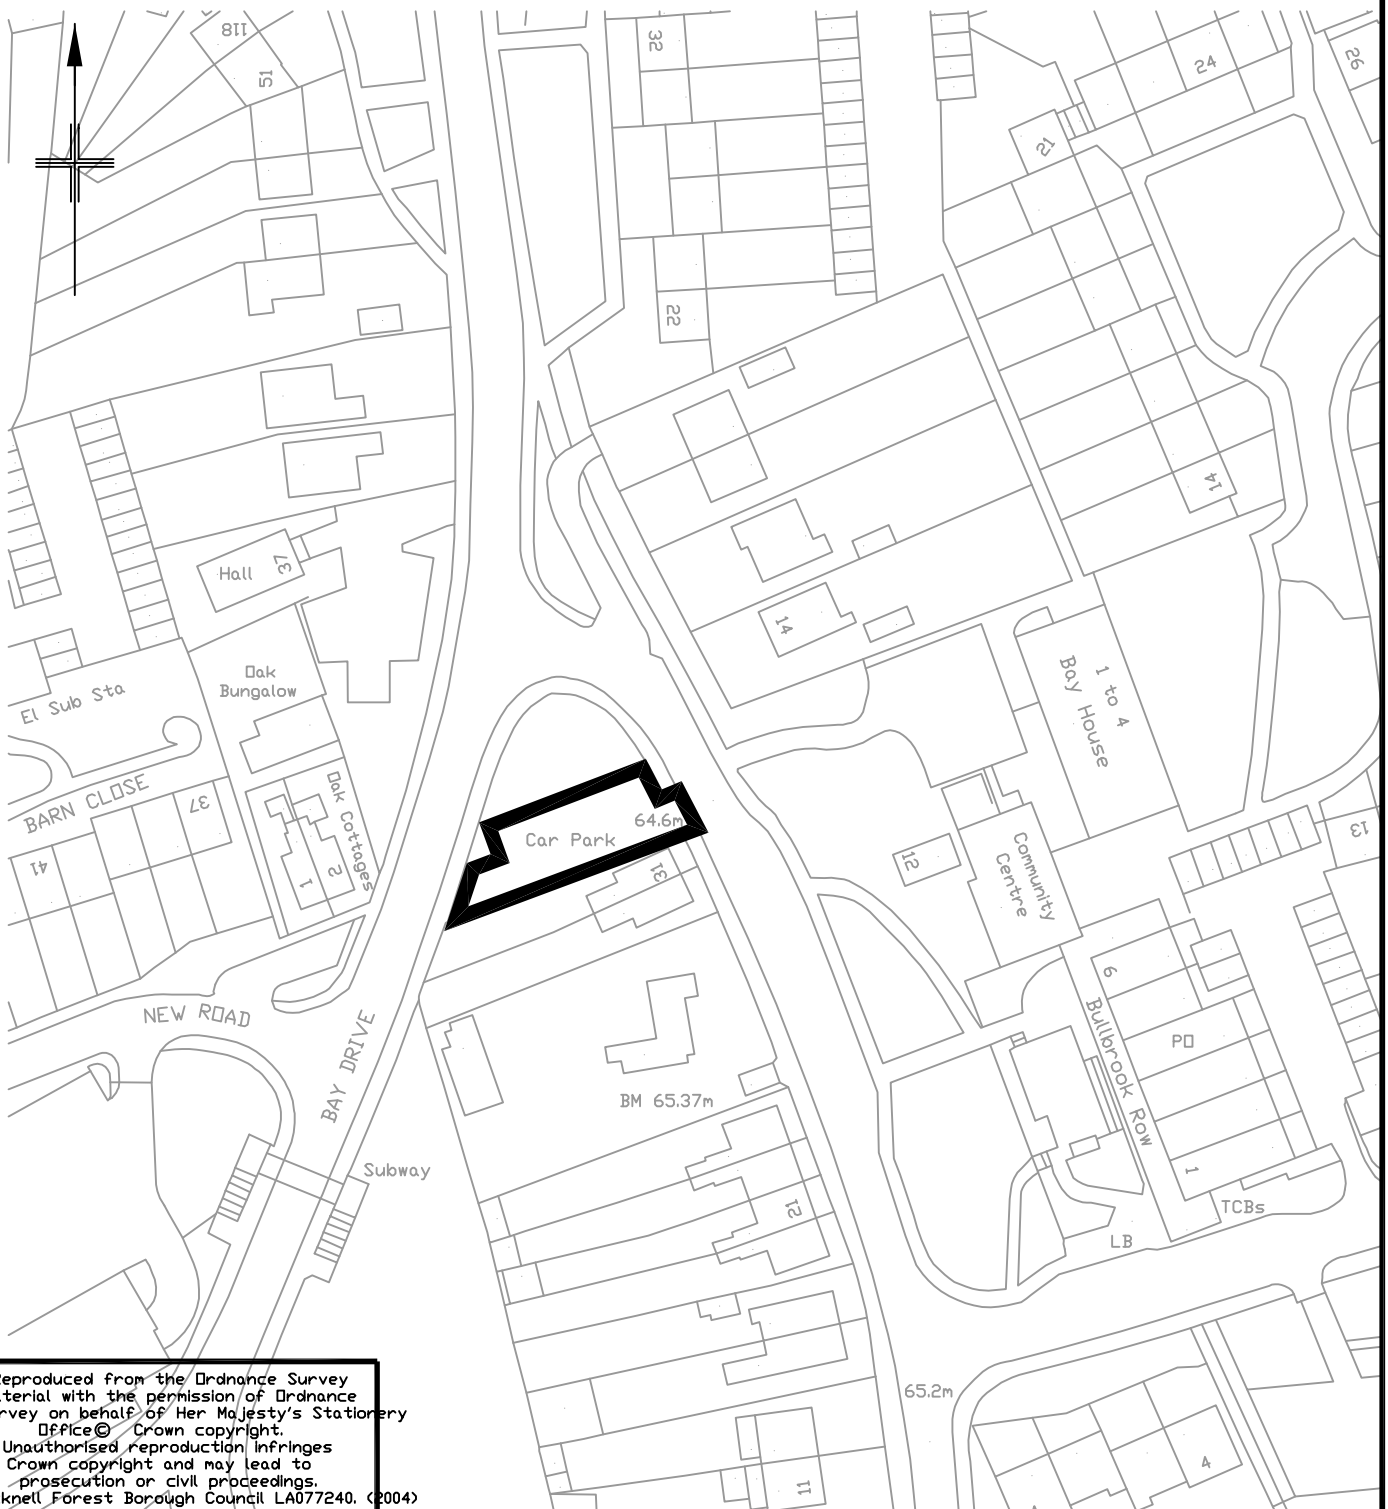 118
51
32
24
26
21
22
14
Hall
37
14
Oak
Bungalow
El Sub Sta
1 to 4
Bay House
BARN CLOSE
37
Oak Cottages
41
1
2
Car Park
64.6m
31
12
Community
Centre
13
6
NEW ROAD
BAY DRIVE
Bullbrook Row
PO
BM 65.37m
Subway
21
1
TCBs
LB
65.2m
4
11
Reproduced from the Ordnance Survey
terial with the permission of Ordnance
rvey on behalf of Her Majesty's Stationery
Office© Crown copyright.
Unauthorised reproduction infringes
Crown copyright and may lead to
prosecution or civil proceedings.
knell Forest Borough Council LA077240. (2004)